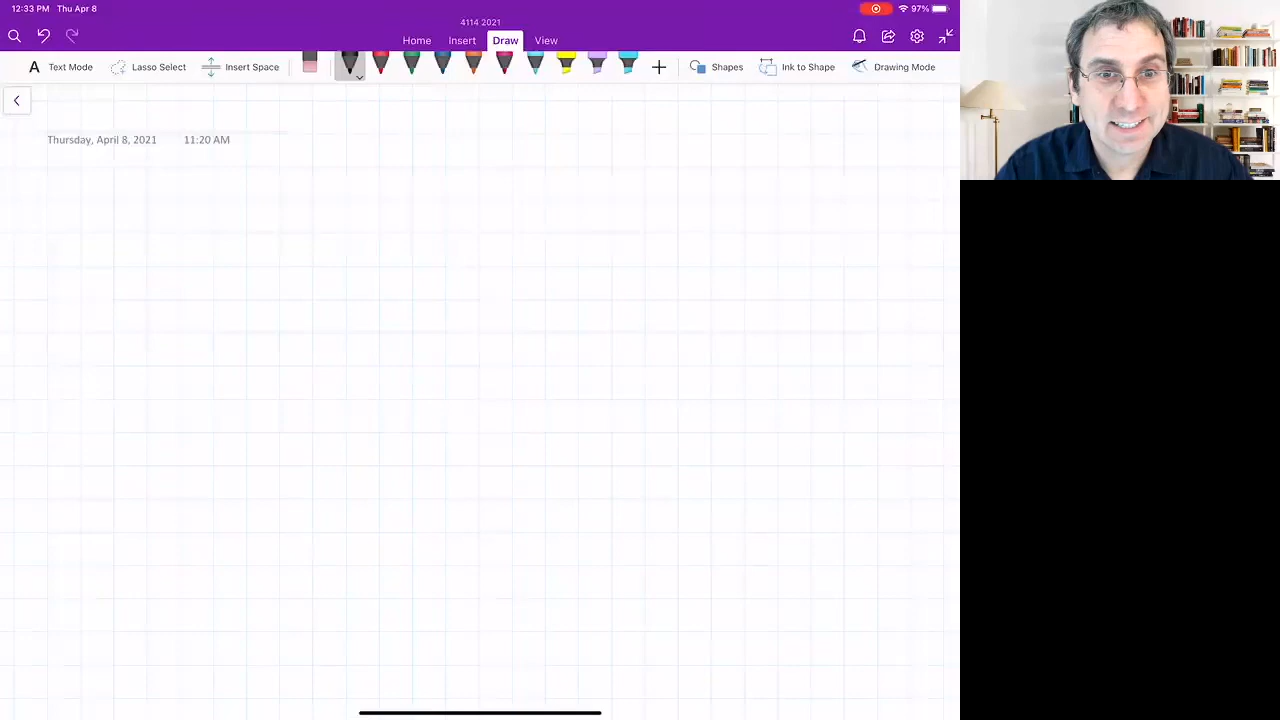 12:33 PM Thu Apr 8
97%
4114 2021
Home Insert Draw View
A Text Mode Lasso Select Insert Space Shapes Ink to Shape Drawing Mode
Thursday, April 8, 2021 11:20 AM